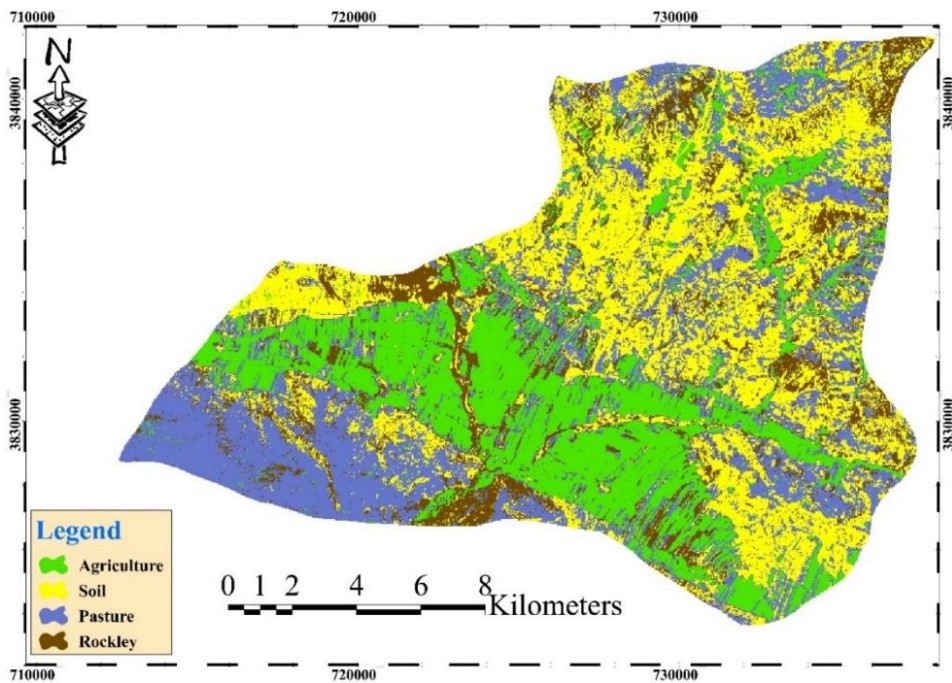 710000 720000 730000
N
3840000 3840000
3830000 3830000
Legend
Agriculture
Soil
Pasture
Rockley
0 1 2 4 6 8
Kilometers
710000 720000 730000